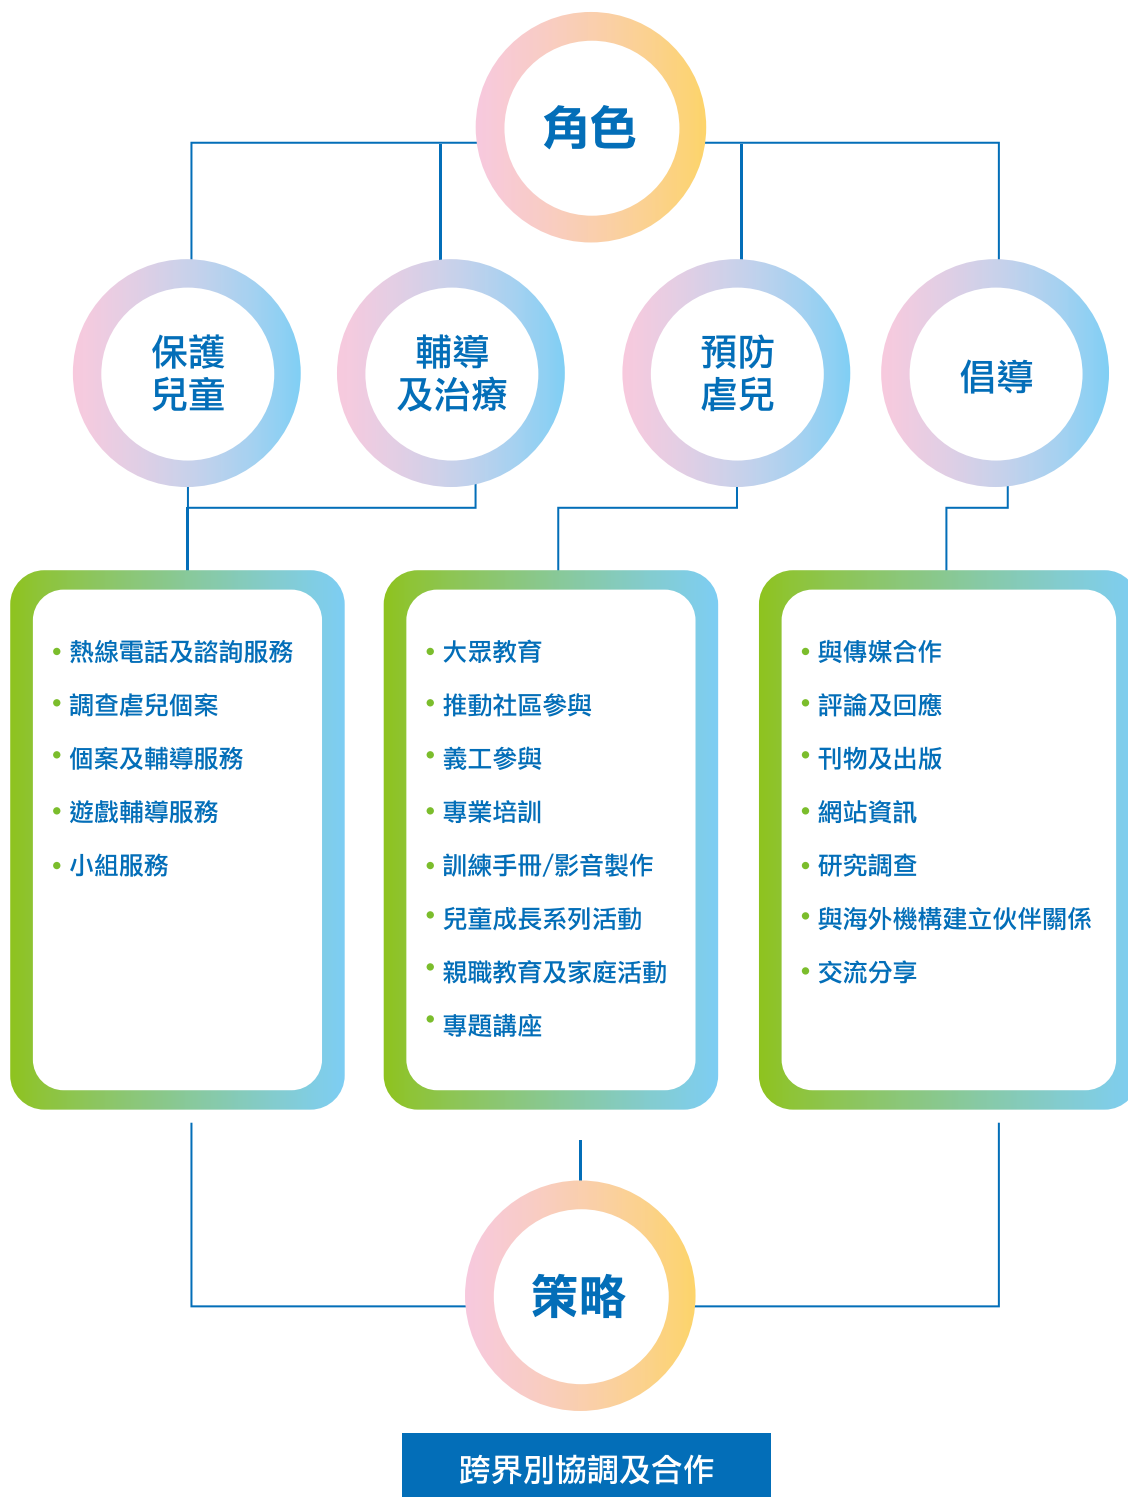 角色
保護
兒童
輔導
及治療
預防
虐兒
倡導
熱線電話及諮詢服務
調查虐兒個案
個案及輔導服務
遊戲輔導服務
小組服務
大眾教育
推動社區參與
義工參與
專業培訓
訓練手冊/影音製作
兒童成長系列活動
親職教育及家庭活動
專題講座
與傳媒合作
評論及回應
刊物及出版
網站資訊
研究調查
與海外機構建立伙伴關係
交流分享
策略
跨界別協調及合作